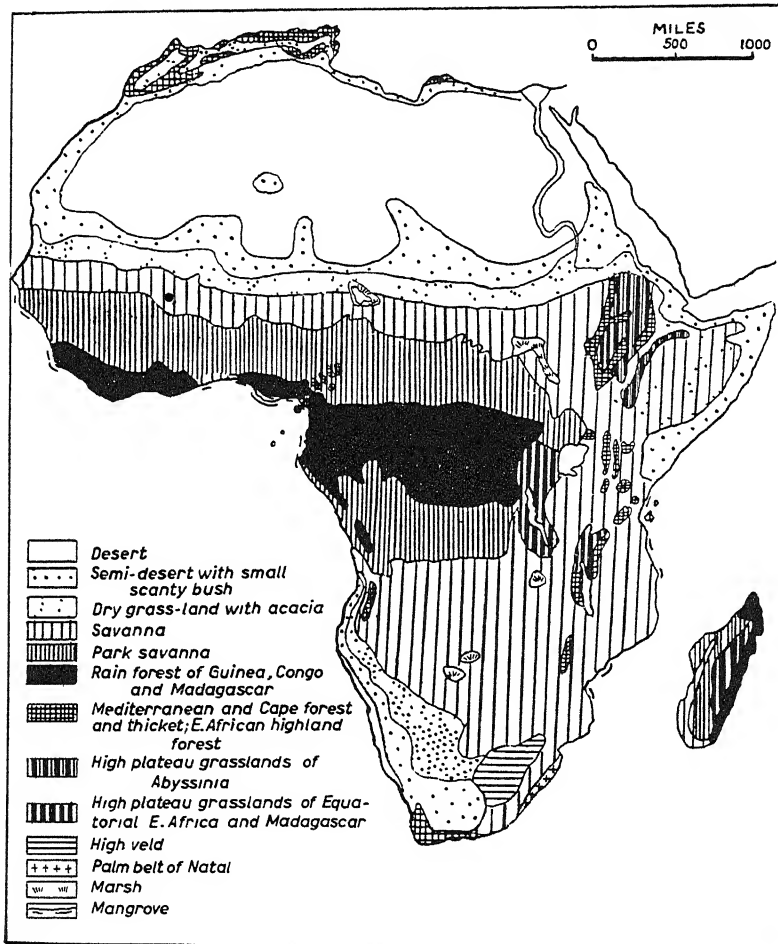 MILES
0 500 1000
Desert
Semi-desert with small
scanty bush
Dry grass-land with acacia
Savanna
Park savanna
Rain forest of Guinea, Congo
and Madagascar
Mediterranean and Cape forest
and thicket; E. African highland
forest
High plateau grasslands of
Abyssinia
High plateau grasslands of Equa-
torial E. Africa and Madagascar
High veld
Palm belt of Natal
Marsh
Mangrove